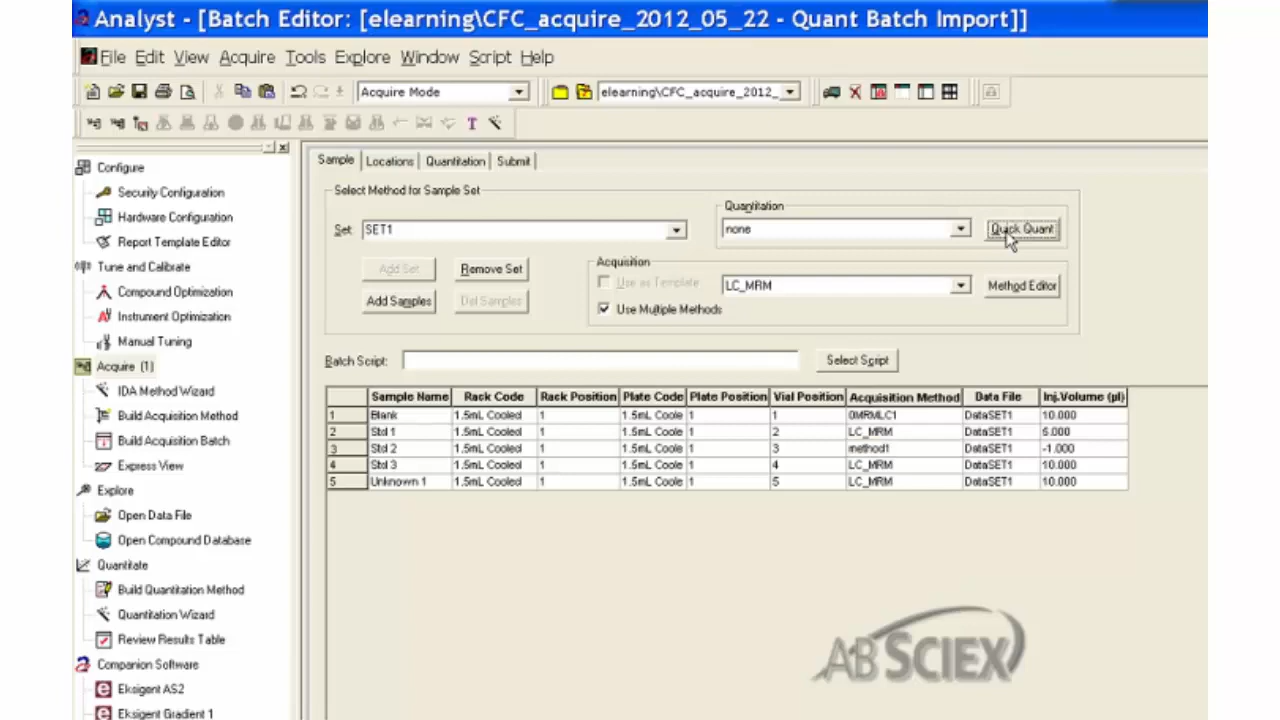 Analyst - [Batch Editor: [elearning\CFC_acquire_2012_05_22 - Quant Batch Import]]
File Edit View Acquire Tools Explore Window Script Help
Acquire Mode elearning\CFC_acquire_2012_
Configure
Security Configuration
Hardware Configuration
Report Template Editor
Tune and Calibrate
Compound Optimization
Instrument Optimization
Manual Tuning
Acquire (1)
IDA Method Wizard
Build Acquisition Method
Build Acquisition Batch
Express View
Explore
Open Data File
Open Compound Database
Quantitate
Build Quantitation Method
Quantitation Wizard
Review Results Table
Companion Software
Eksigent AS2
Eksigent Gradient 1
Sample Locations Quantitation Submit
Select Method for Sample Set
Set: SET1
Quantitation
none Quick Quant
Add Set Remove Set
Add Samples Del Samples
Acquisition
Use as Template LC_MRM Method Editor
Use Multiple Methods
Batch Script: Select Script
Sample Name Rack Code Rack Position Plate Code Plate Position Vial Position Acquisition Method Data File Inj.Volume (µl)
1 Blank 1.5mL Cooled 1 1.5mL Coole 1 1 0MRMLC1 DataSET1 10.000
2 Std 1 1.5mL Cooled 1 1.5mL Coole 1 2 LC_MRM DataSET1 5.000
3 Std 2 1.5mL Cooled 1 1.5mL Coole 1 3 method1 DataSET1 -1.000
4 Std 3 1.5mL Cooled 1 1.5mL Coole 1 4 LC_MRM DataSET1 10.000
5 Unknown 1 1.5mL Cooled 1 1.5mL Coole 1 5 LC_MRM DataSET1 10.000
AB SCIEX